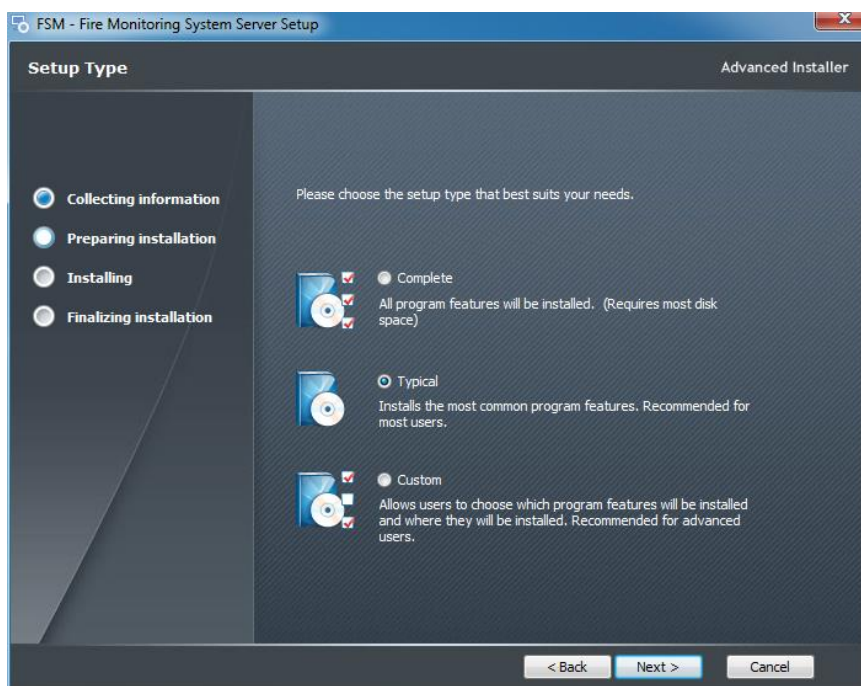 FSM - Fire Monitoring System Server Setup
Setup Type
Advanced Installer
Collecting information
Preparing installation
Installing
Finalizing installation
Please choose the setup type that best suits your needs.
Complete
All program features will be installed. (Requires most disk
space)
Typical
Installs the most common program features. Recommended for
most users.
Custom
Allows users to choose which program features will be installed
and where they will be installed. Recommended for advanced
users.
< Back
Next >
Cancel